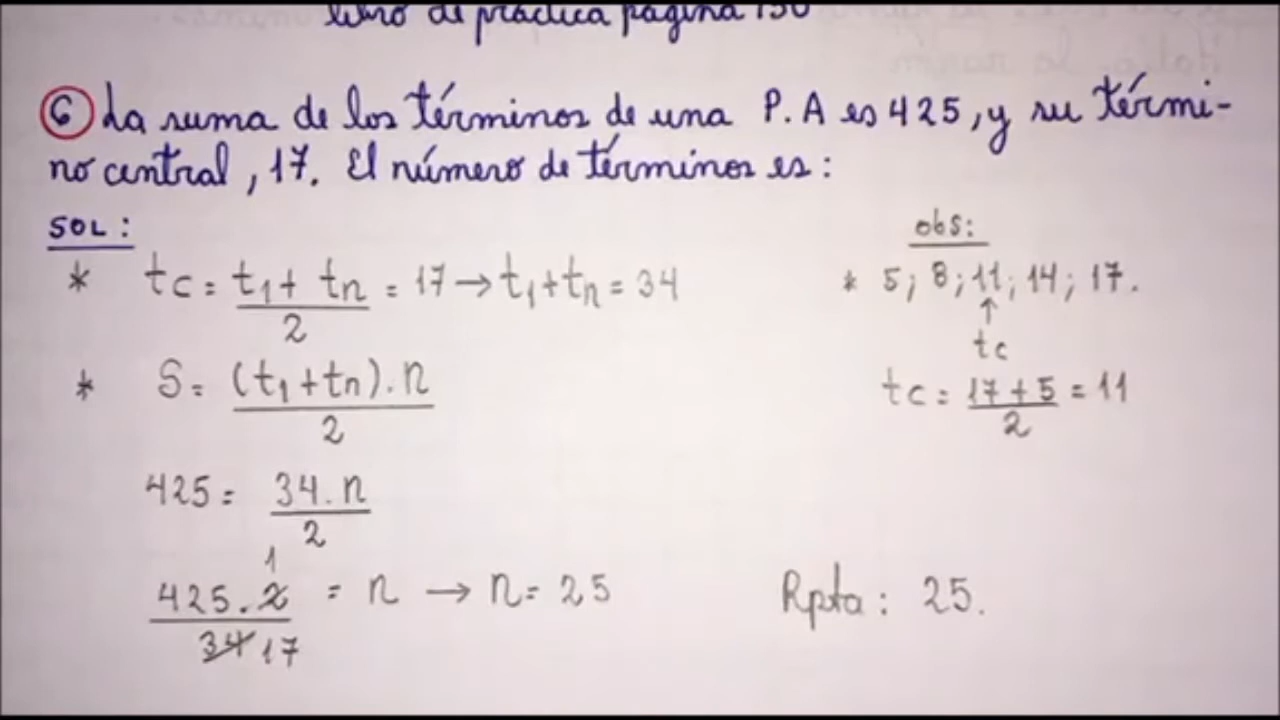 libro de práctica página 150
6 La suma de los términos de una P.A es 425, y su térmi-
no central, 17. El número de términos es:
SOL:
* tc = t1 + tn / 2 = 17 → t1 + tn = 34
* S = (t1 + tn) . n / 2
425 = 34 . n / 2
1
425 . 2 / 34 17 = n → n = 25
obs:
* 5; 8; 11; 14; 17.
↑
tc
tc = 17 + 5 / 2 = 11
Rpta: 25.